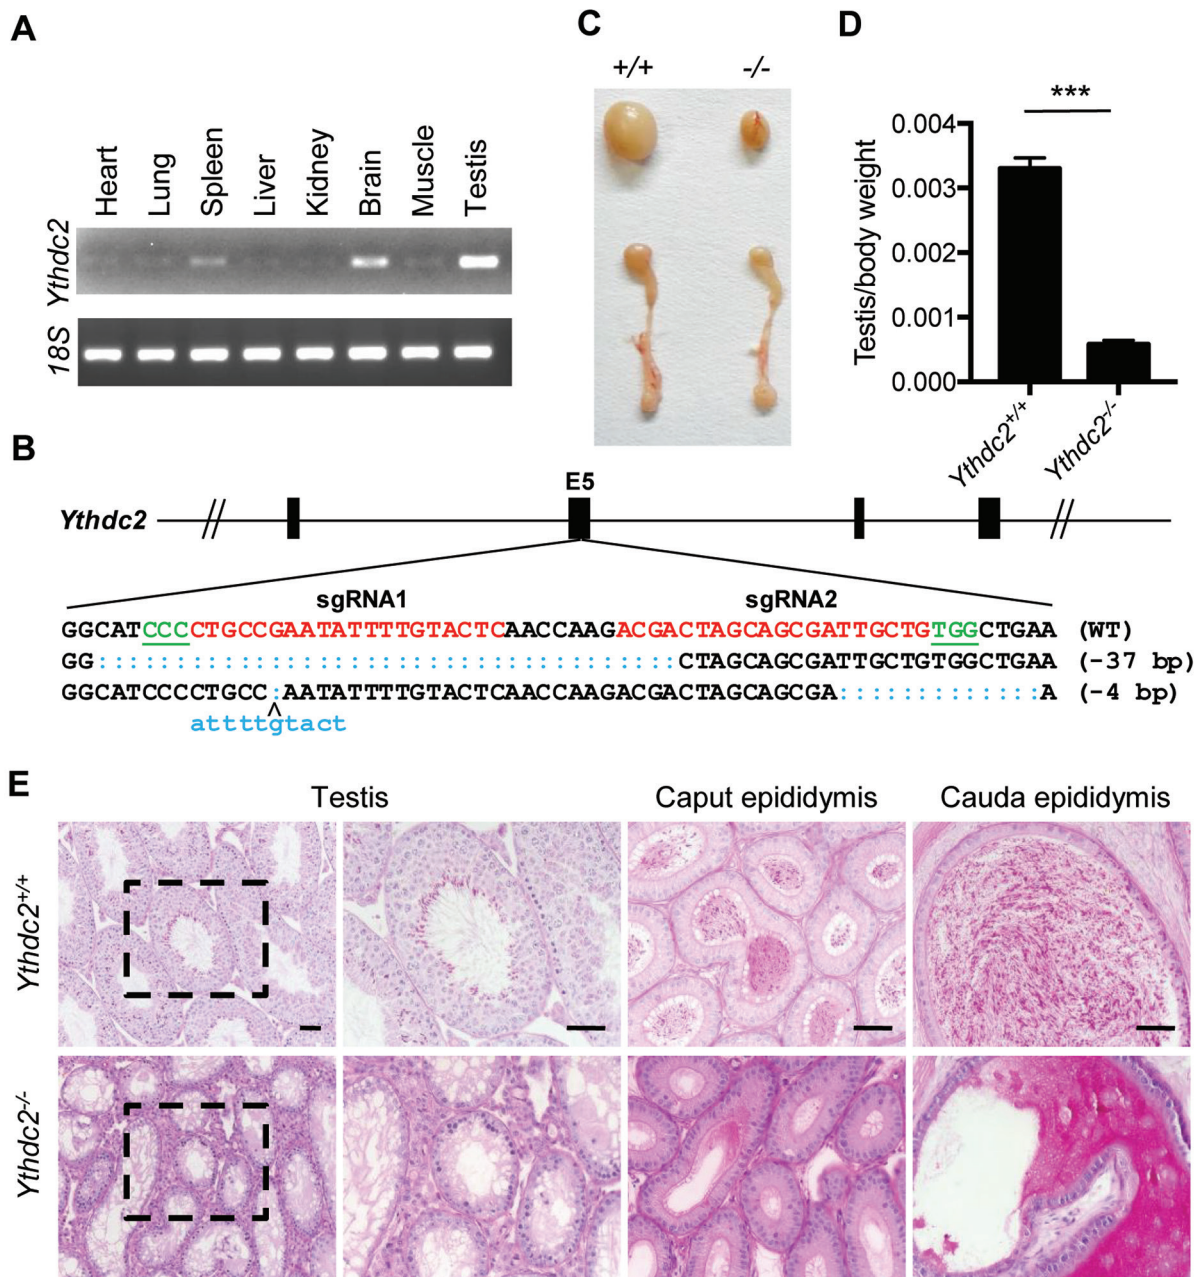 A
Heart
Lung
Spleen
Liver
Kidney
Brain
Muscle
Testis
Ythdc2
18S
C
+/+
-/-
D
***
Testis/body weight
0.004
0.003
0.002
0.001
0.000
Ythdc2+/+
Ythdc2-/-
B
E5
Ythdc2
sgRNA1 sgRNA2
GGCATCCCCTGCCGAATATTTTGTACTCAACCAAGACGACTAGCAGCGATTGCTGTGGCTGAA (WT)
GG:::::::::::::::::::::::::::::::::::::CTAGCAGCGATTGCTGTGGCTGAA (-37 bp)
GGCATCCCCTGCC:AATATTTTGTACTCAACCAAGACGACTAGCAGCGA:::::::::::::A (-4 bp)
^
attttgtact
E
Testis Caput epididymis Cauda epididymis
Ythdc2+/+
Ythdc2-/-